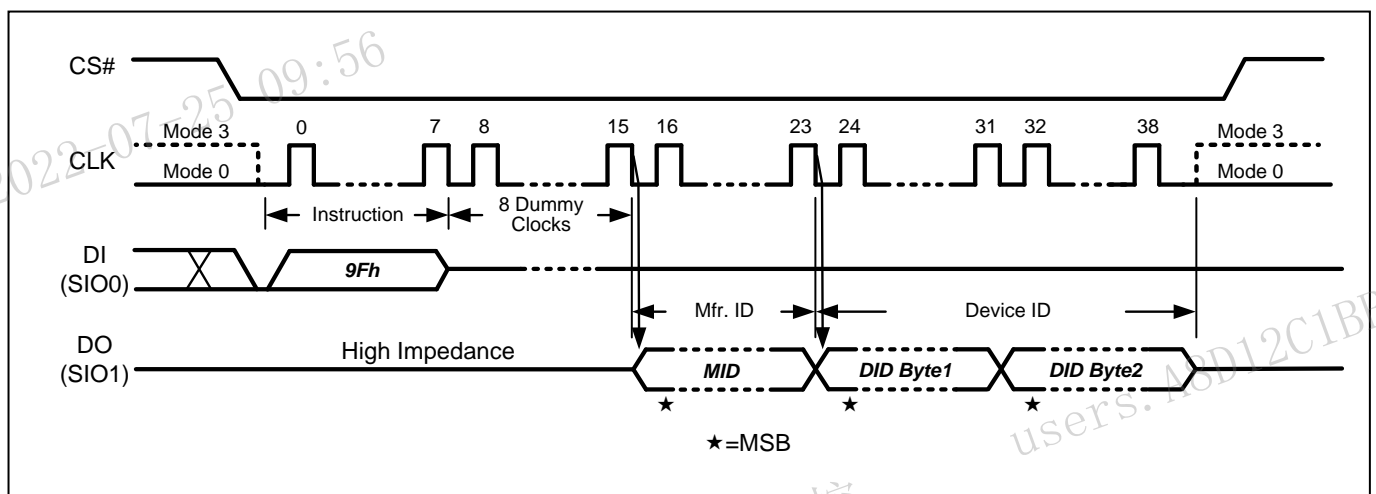 2022-07-25 09:56
CS#
Mode 3 0 7 8 15 16 23 24 31 32 38 Mode 3
CLK
Mode 0 Mode 0
Instruction 8 Dummy
Clocks
DI
(SIO0)
9Fh
Mfr. ID Device ID
DO
(SIO1)
High Impedance
MID DID Byte1 DID Byte2
★ ★ ★
★=MSB